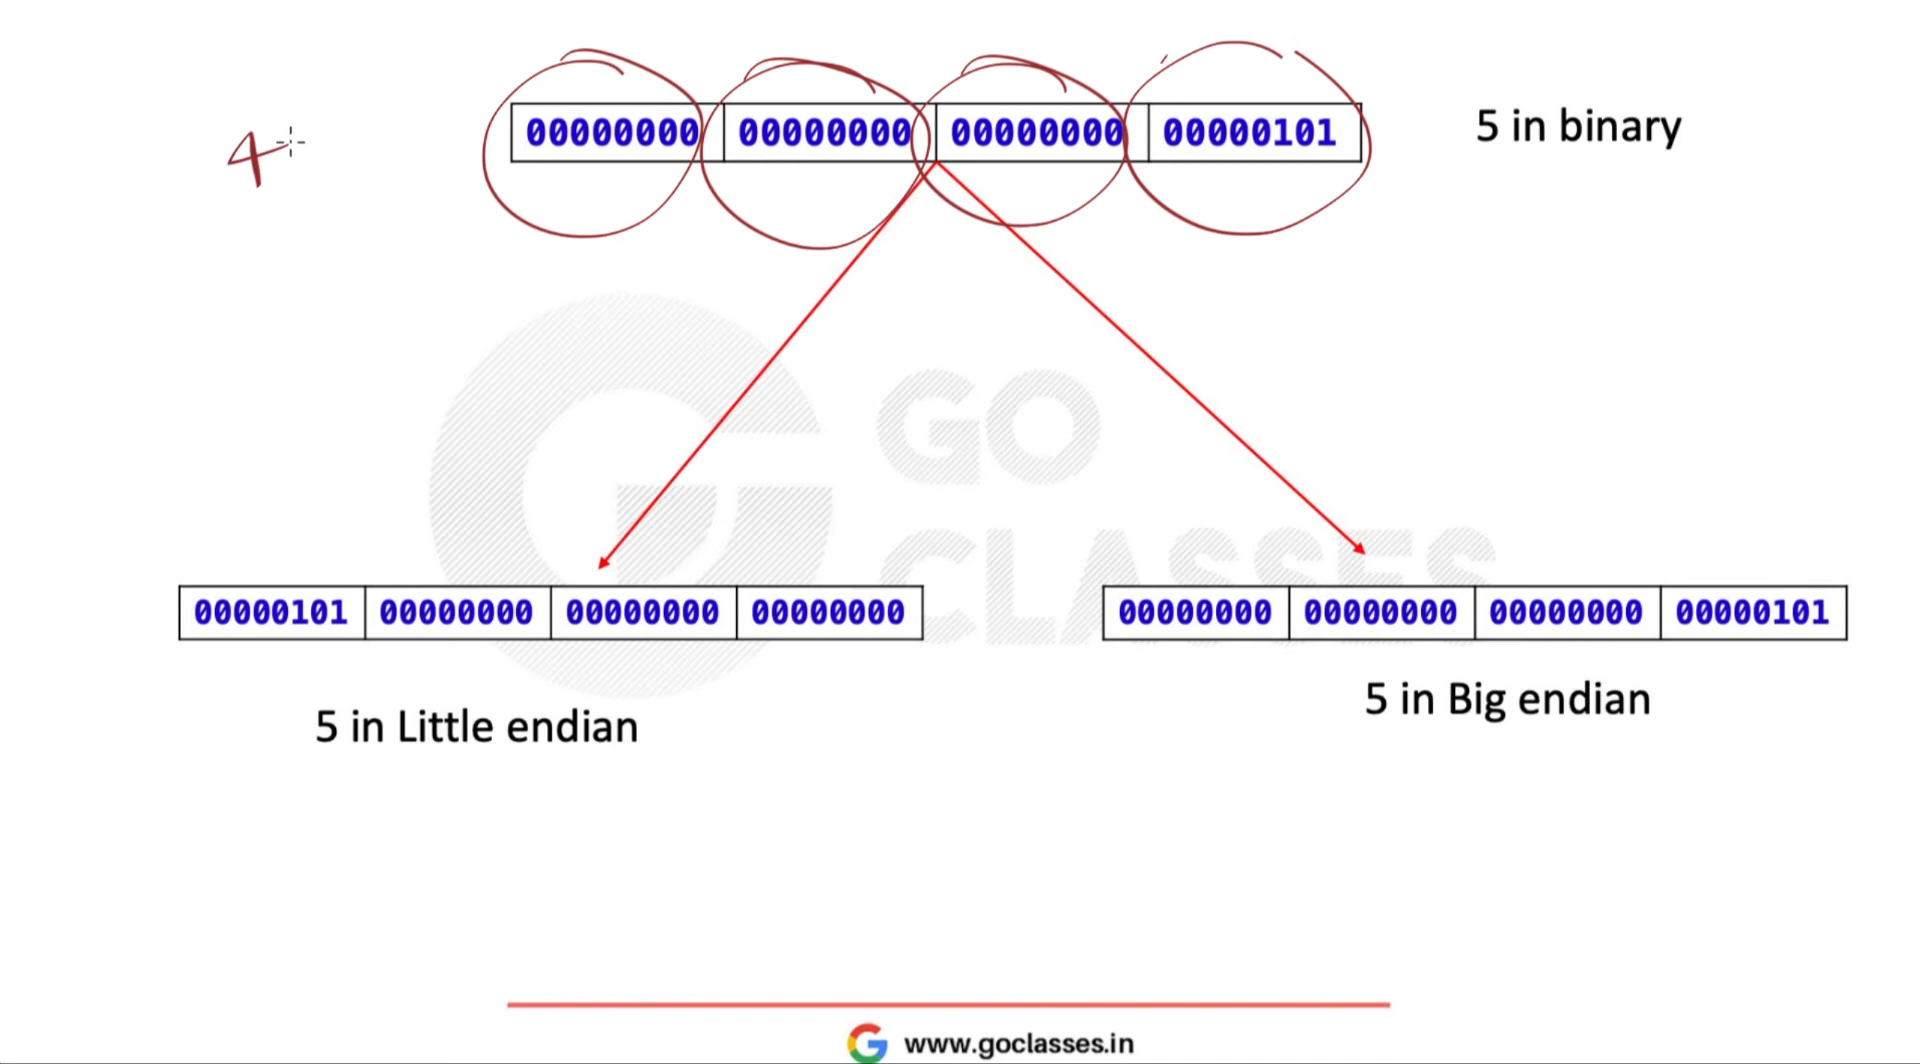 00000000 00000000 00000000 00000101 5 in binary
4
GO
CLASSES
00000101 00000000 00000000 00000000
00000000 00000000 00000000 00000101
5 in Little endian
5 in Big endian
www.goclasses.in